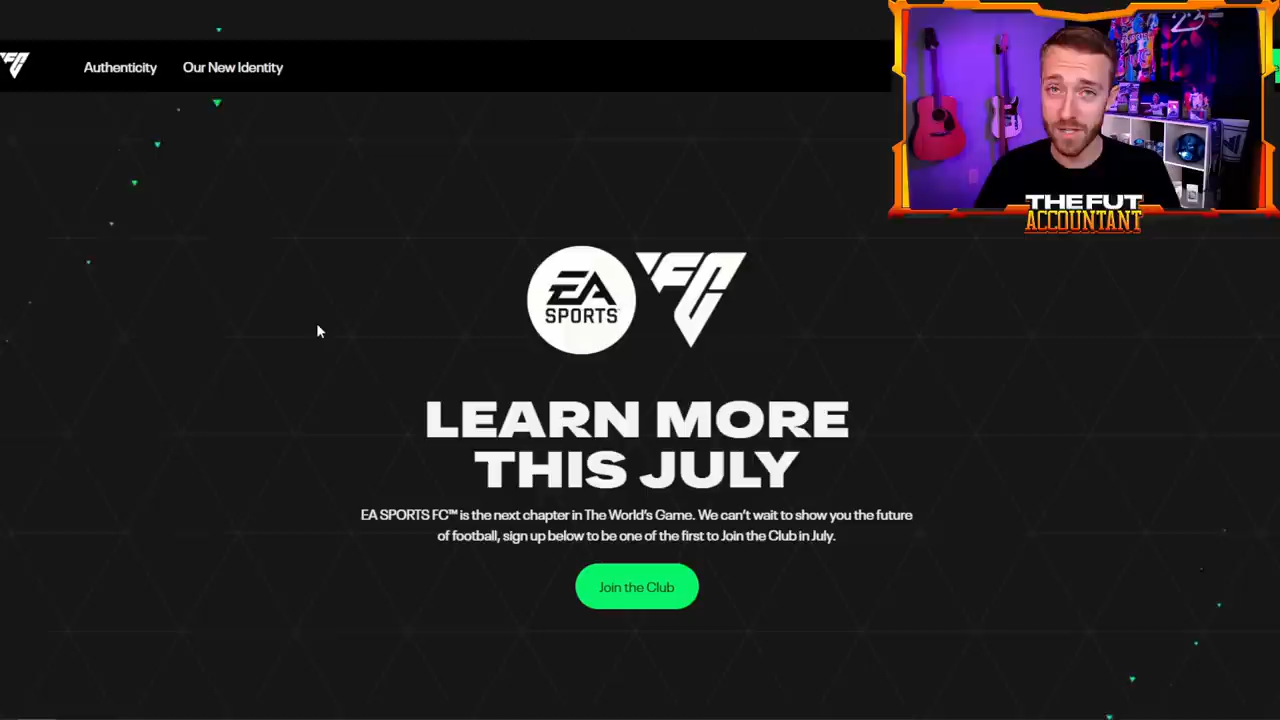 FC
Authenticity
Our New Identity
THE FUT
ACCOUNTANT
EA
SPORTS
FC
LEARN MORE
THIS JULY
EA SPORTS FC™ is the next chapter in The World's Game. We can't wait to show you the future
of football, sign up below to be one of the first to Join the Club in July.
Join the Club